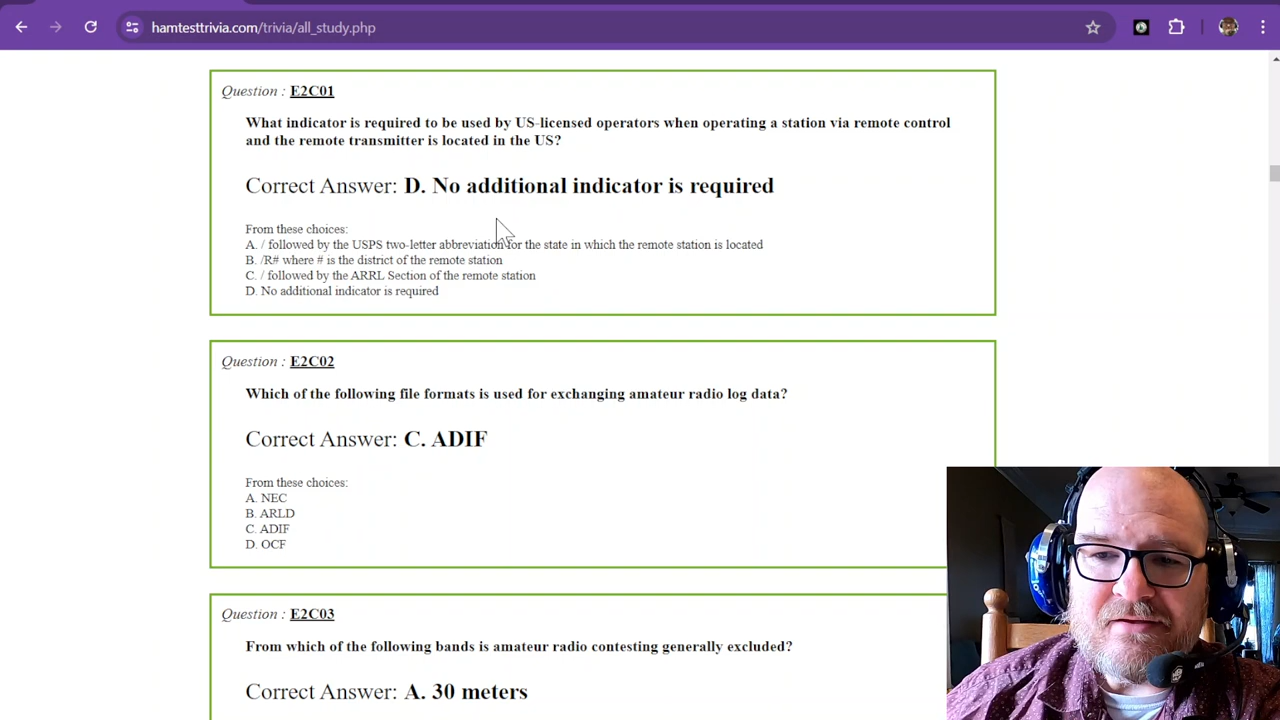 hamtesttrivia.com/trivia/all_study.php
Question : E2C01
What indicator is required to be used by US-licensed operators when operating a station via remote control
and the remote transmitter is located in the US?
Correct Answer: D. No additional indicator is required
From these choices:
A. / followed by the USPS two-letter abbreviation for the state in which the remote station is located
B. /R# where # is the district of the remote station
C. / followed by the ARRL Section of the remote station
D. No additional indicator is required
Question : E2C02
Which of the following file formats is used for exchanging amateur radio log data?
Correct Answer: C. ADIF
From these choices:
A. NEC
B. ARLD
C. ADIF
D. OCF
Question : E2C03
From which of the following bands is amateur radio contesting generally excluded?
Correct Answer: A. 30 meters